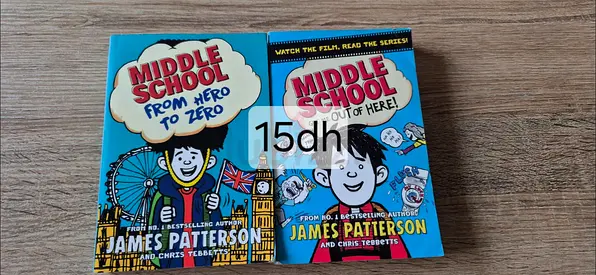 MIDDLE
SCHOOL
FROM HERO
TO ZERO
FROM NO. 1 BESTSELLING AUTHOR
JAMES PATTERSON
AND CHRIS TEBBETTS
WATCH THE FILM, READ THE SERIES!
MIDDLE
SCHOOL
OUT OF HERE!
FROM NO. 1 BESTSELLING AUTHOR
JAMES PATTERSON
AND CHRIS TEBBETTS
15dh